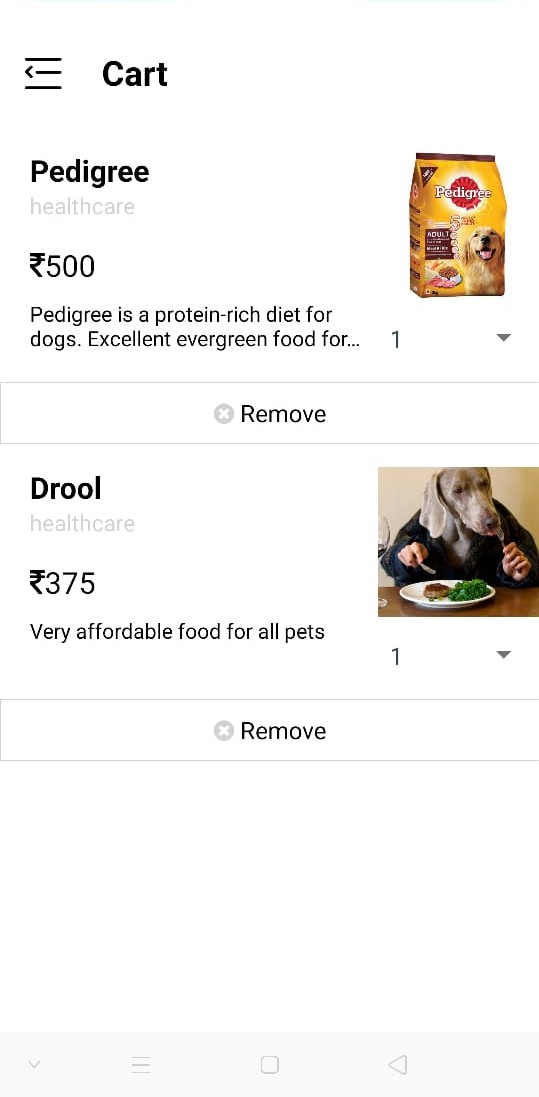 Cart
Pedigree
healthcare
₹500
Pedigree
ADULT
Pedigree is a protein-rich diet for
dogs. Excellent evergreen food for...
1
Remove
Drool
healthcare
₹375
Very affordable food for all pets
1
Remove